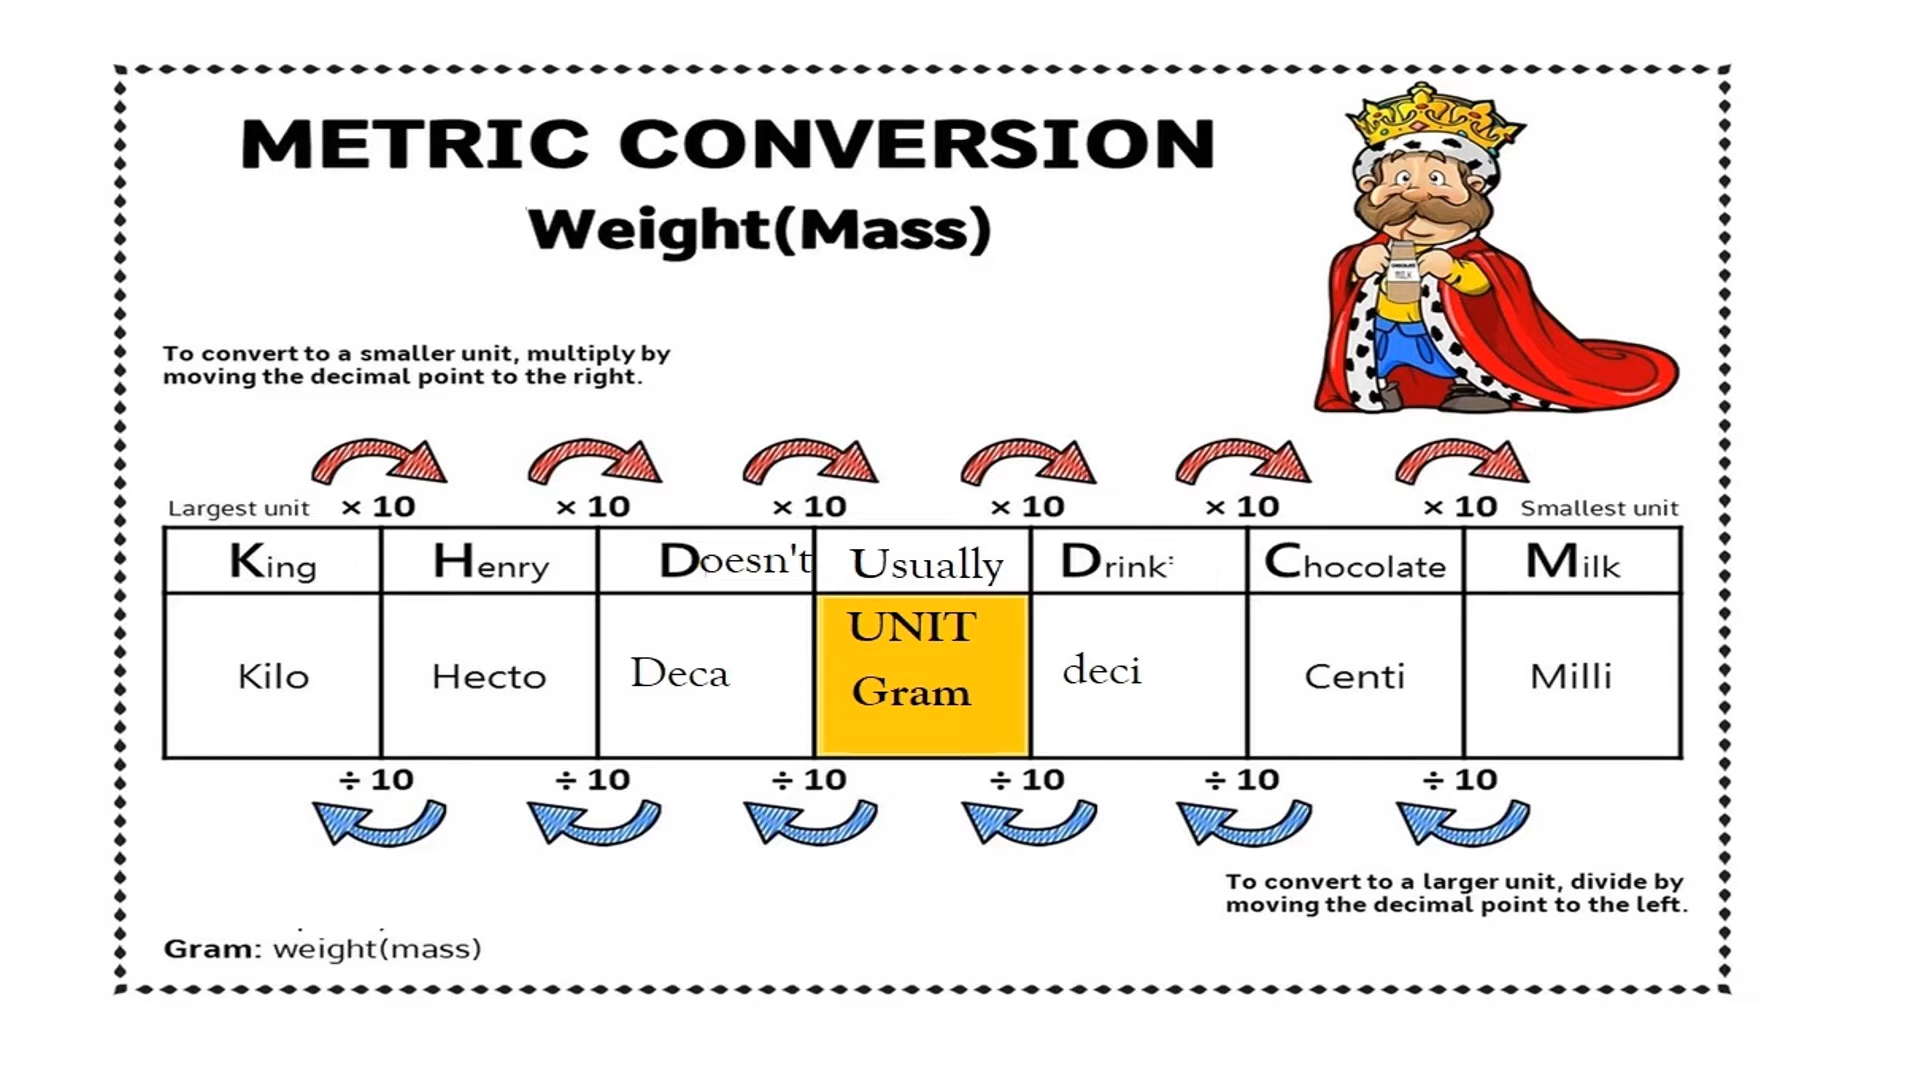 METRIC CONVERSION
Weight(Mass)
CHOCOLATE
MILK
To convert to a smaller unit, multiply by
moving the decimal point to the right.
Largest unit × 10 × 10 × 10 × 10 × 10 × 10 Smallest unit
King Henry Doesn't Usually Drink Chocolate Milk
Kilo Hecto Deca UNIT Gram deci Centi Milli
÷ 10 ÷ 10 ÷ 10 ÷ 10 ÷ 10 ÷ 10
To convert to a larger unit, divide by
moving the decimal point to the left.
Gram: weight(mass)